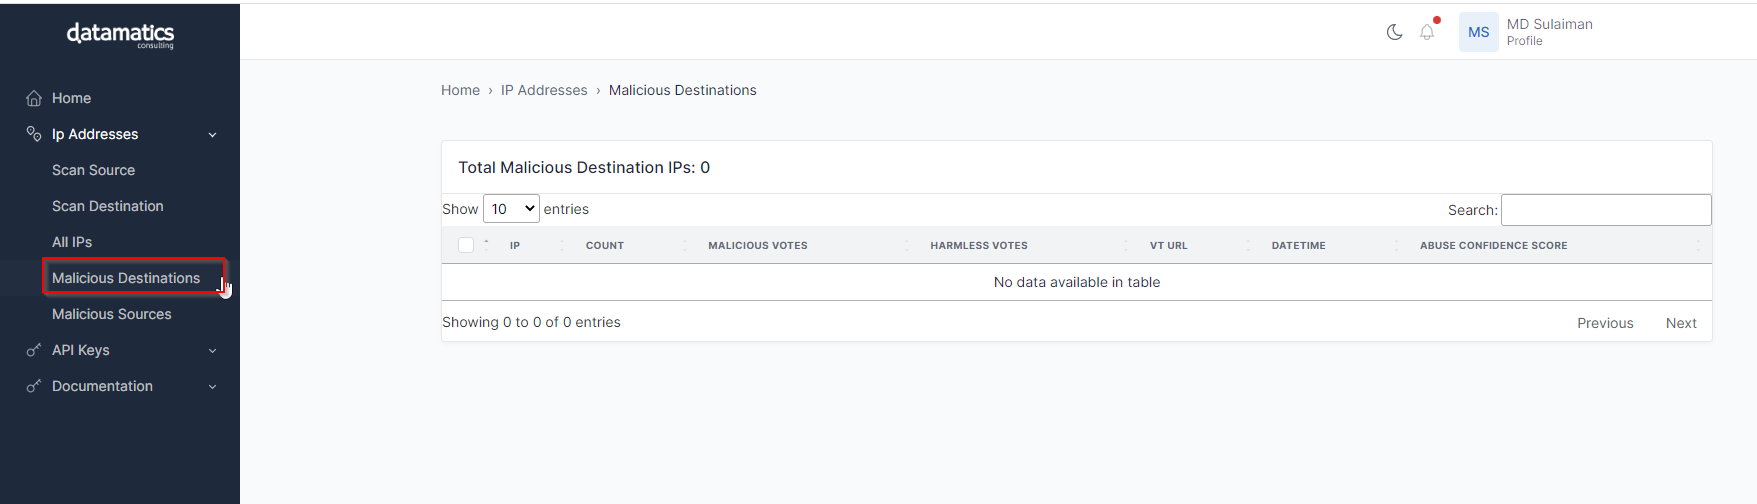 datamatics
consulting
Home
Ip Addresses
Scan Source
Scan Destination
All IPs
Malicious Destinations
Malicious Sources
API Keys
Documentation
MS
MD Sulaiman
Profile
Home › IP Addresses › Malicious Destinations
Total Malicious Destination IPs: 0
Show 10 entries
Search:
IP COUNT MALICIOUS VOTES HARMLESS VOTES VT URL DATETIME ABUSE CONFIDENCE SCORE
No data available in table
Showing 0 to 0 of 0 entries
Previous Next